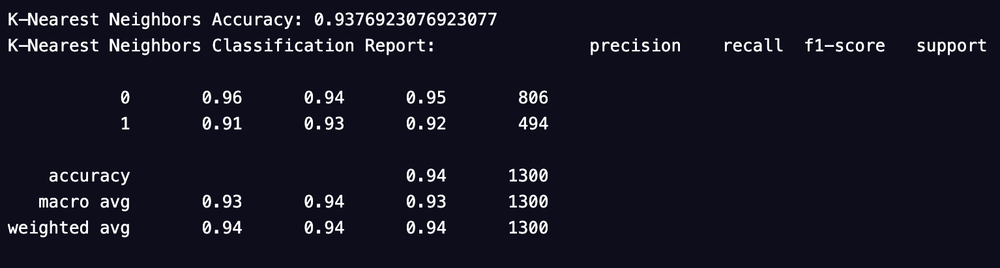 K-Nearest Neighbors Accuracy: 0.9376923076923077
K-Nearest Neighbors Classification Report:               precision    recall  f1-score   support
           0       0.96      0.94      0.95       806
           1       0.91      0.93      0.92       494
    accuracy                           0.94      1300
   macro avg       0.93      0.94      0.93      1300
weighted avg       0.94      0.94      0.94      1300